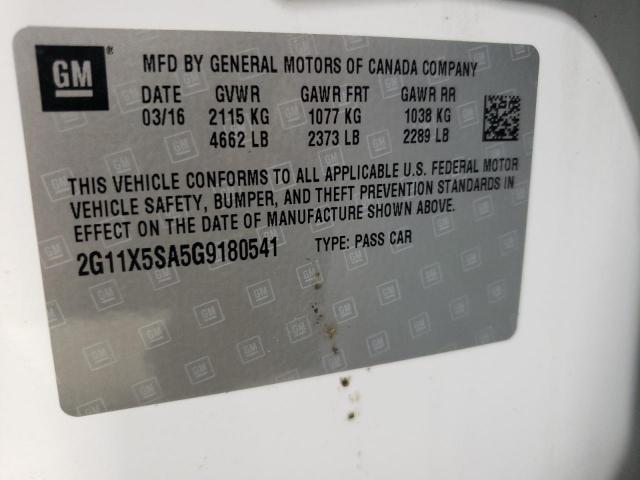 GM
MFD BY GENERAL MOTORS OF CANADA COMPANY
DATE GVWR GAWR FRT GAWR RR
03/16 2115 KG 1077 KG 1038 KG
4662 LB 2373 LB 2289 LB
THIS VEHICLE CONFORMS TO ALL APPLICABLE U.S. FEDERAL MOTOR
VEHICLE SAFETY, BUMPER, AND THEFT PREVENTION STANDARDS IN
EFFECT ON THE DATE OF MANUFACTURE SHOWN ABOVE.
2G11X5SA5G9180541 TYPE: PASS CAR